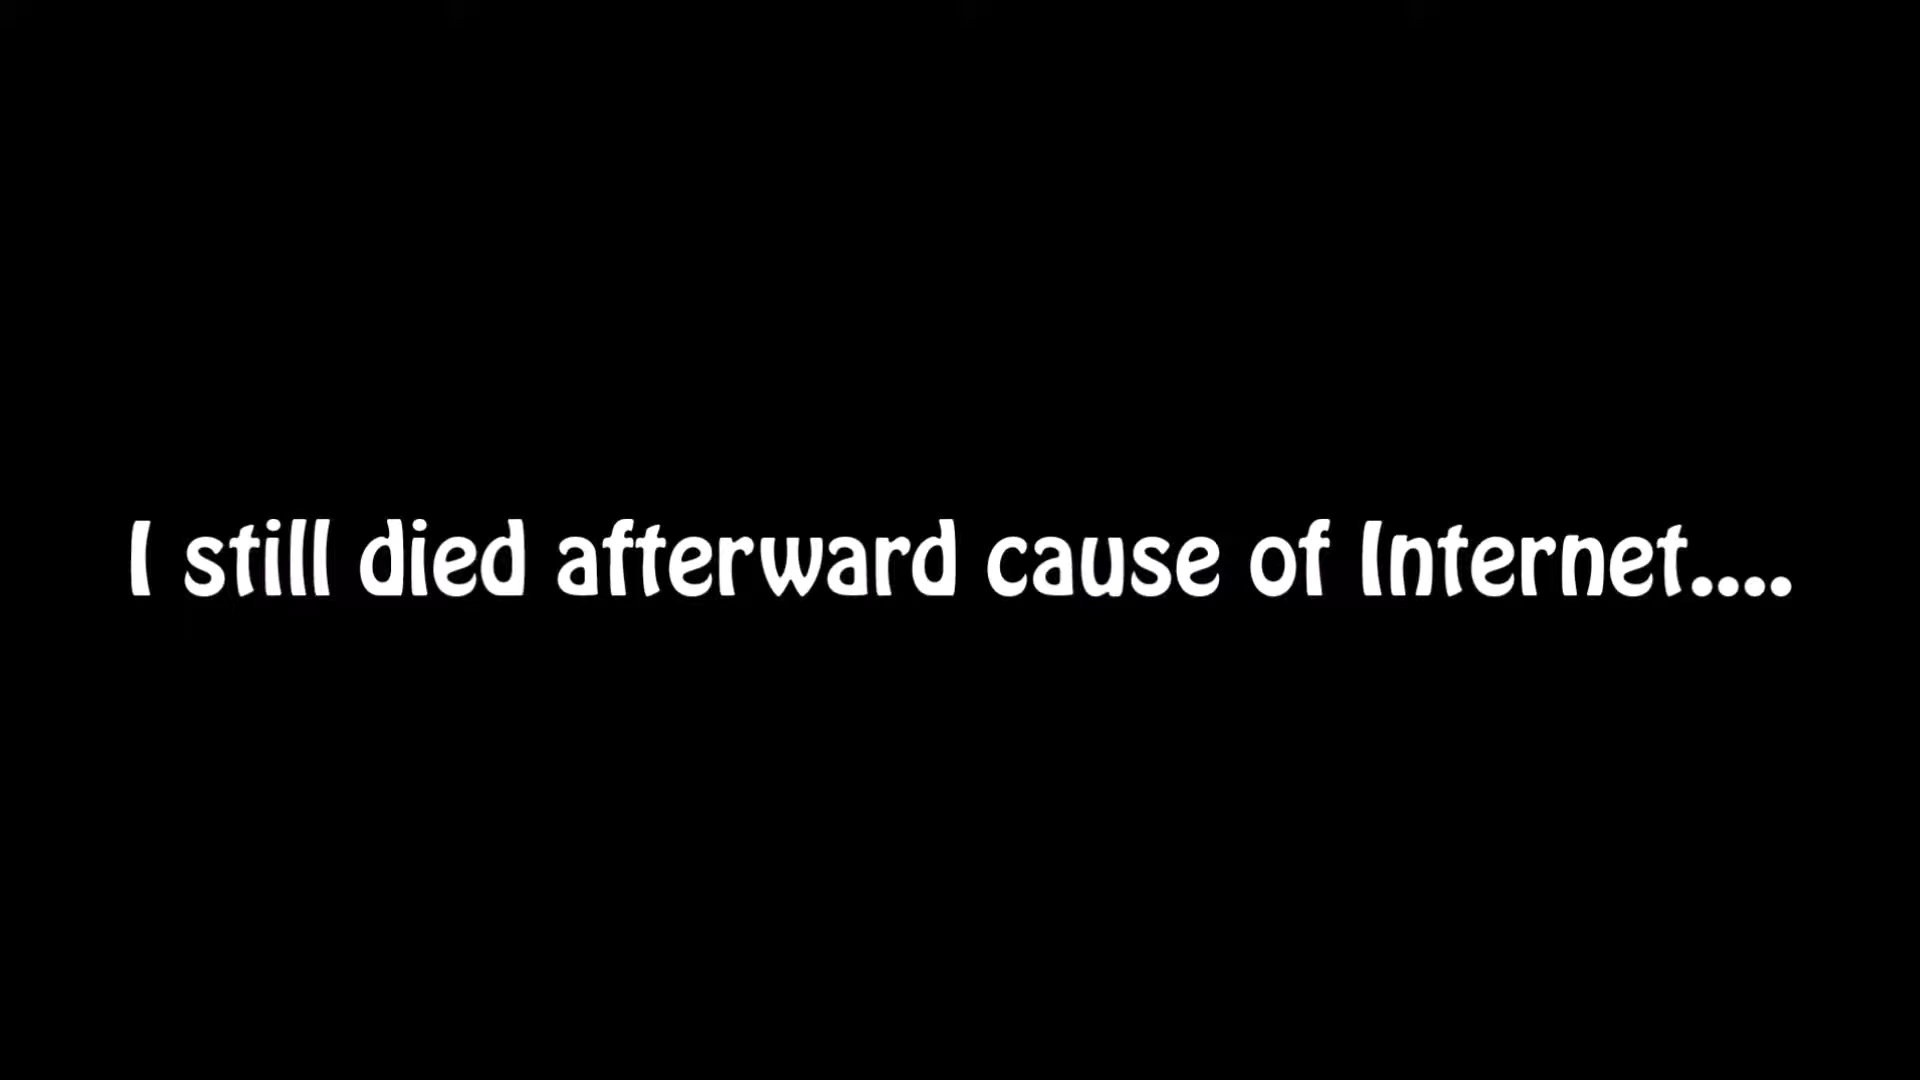 I still died afterward cause of Internet....